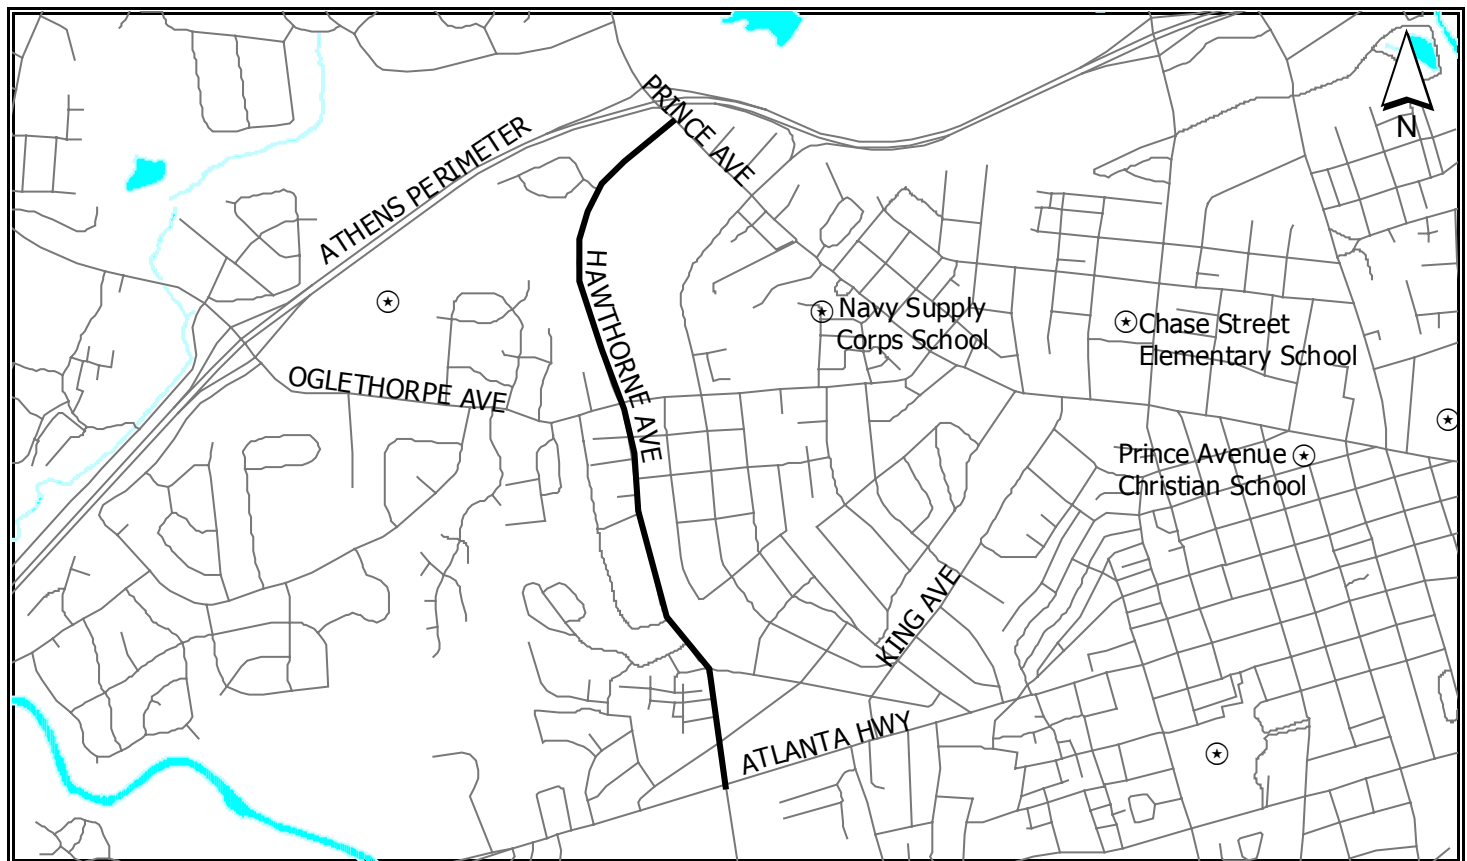 PRINCE AVE
N
ATHENS PERIMETER
HAWTHORNE AVE
Navy Supply
Corps School
Chase Street
Elementary School
OGLETHORPE AVE
Prince Avenue
Christian School
KING AVE
ATLANTA HWY